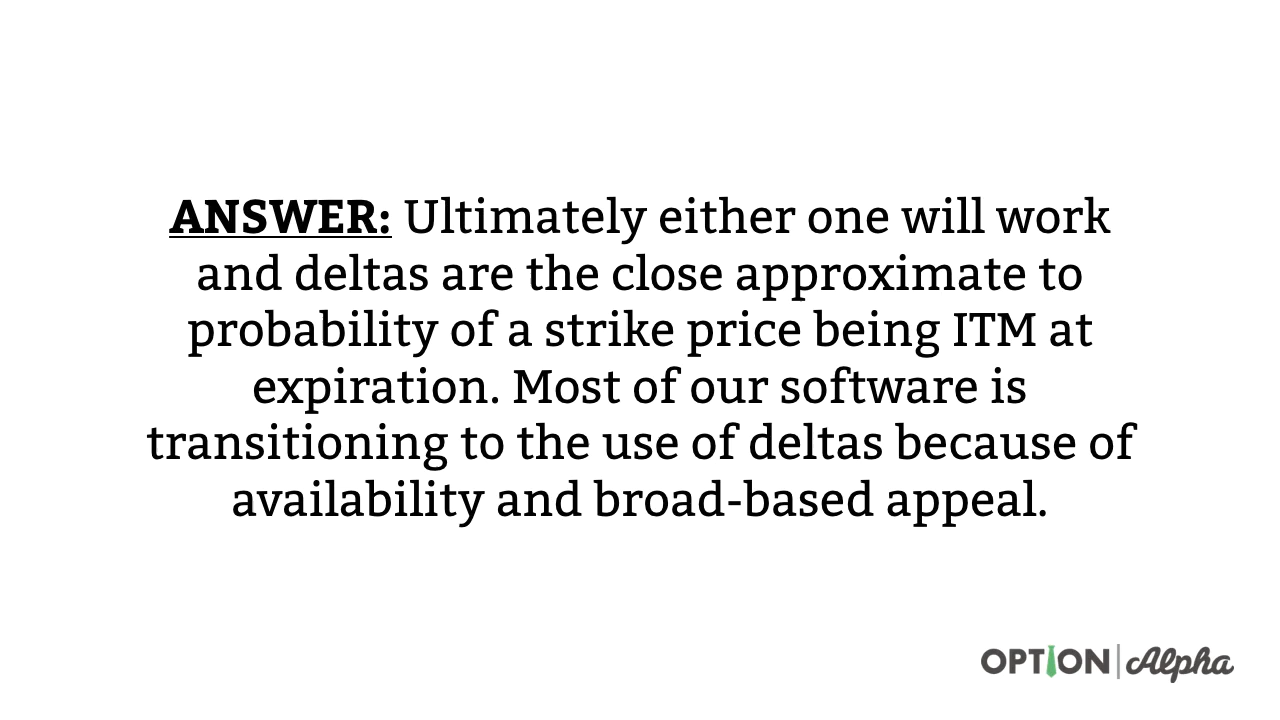 ANSWER: Ultimately either one will work
and deltas are the close approximate to
probability of a strike price being ITM at
expiration. Most of our software is
transitioning to the use of deltas because of
availability and broad-based appeal.
OPTION | Alpha